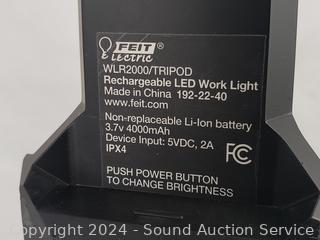 FEIT
electric
WLR2000/TRIPOD
Rechargeable LED Work Light
Made in China 192-22-40
www.feit.com
Non-replaceable Li-Ion battery
3.7v 4000mAh
Device Input: 5VDC, 2A
IPX4
FC
PUSH POWER BUTTON
TO CHANGE BRIGHTNESS
Copyright 2024 - Sound Auction Service